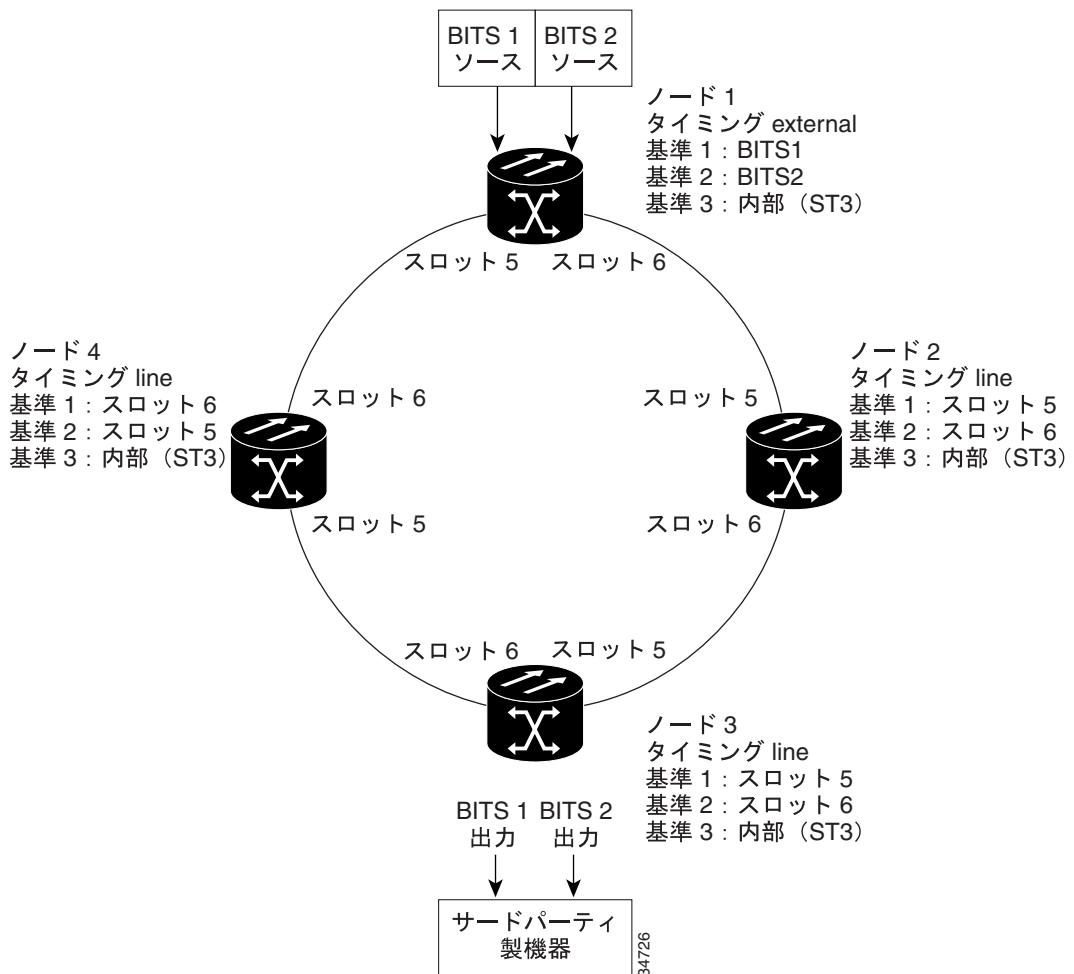 BITS 1 BITS 2
ソース ソース
ノード 1
タイミング external
基準 1：BITS1
基準 2：BITS2
基準 3：内部（ST3）
スロット 5 スロット 6
ノード 4
タイミング line
基準 1：スロット 6
基準 2：スロット 5
基準 3：内部（ST3）
スロット 6
スロット 5
スロット 5
スロット 6
ノード 2
タイミング line
基準 1：スロット 5
基準 2：スロット 6
基準 3：内部（ST3）
スロット 6 スロット 5
ノード 3
タイミング line
基準 1：スロット 5
基準 2：スロット 6
基準 3：内部（ST3）
BITS 1 BITS 2
出力 出力
サードパーティ
製機器
34726